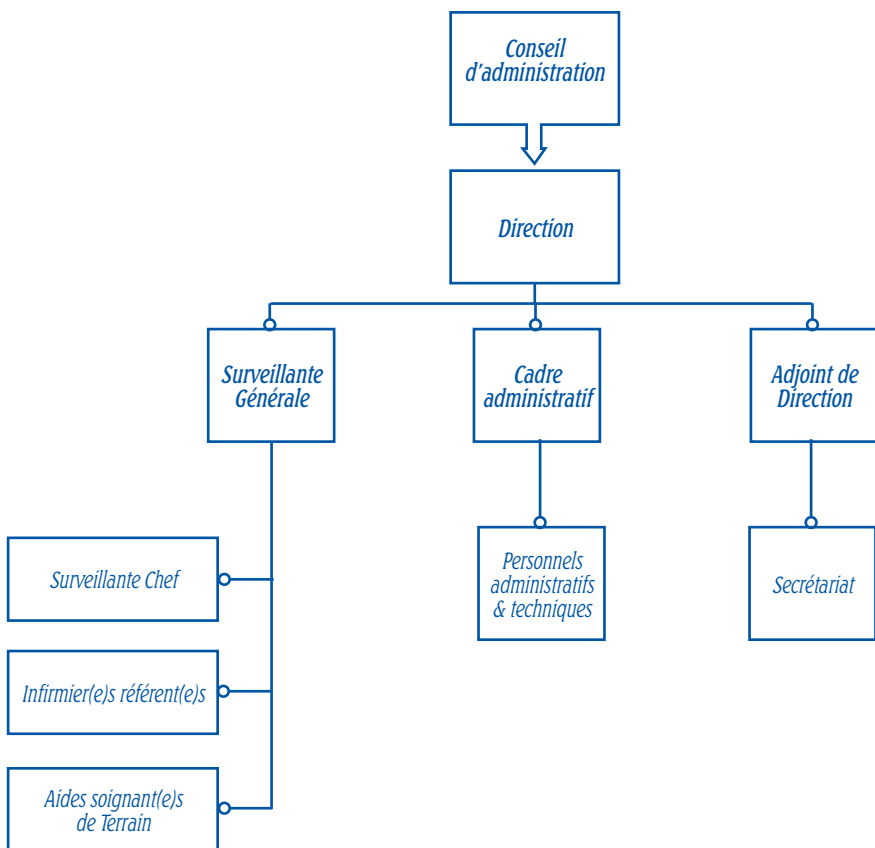 Conseil
d'administration
Direction
Surveillante
Générale
Cadre
administratif
Adjoint de
Direction
Surveillante Chef
Infirmier(e)s référent(e)s
Aides soignant(e)s
de Terrain
Personnels
administratifs
& techniques
Secrétariat